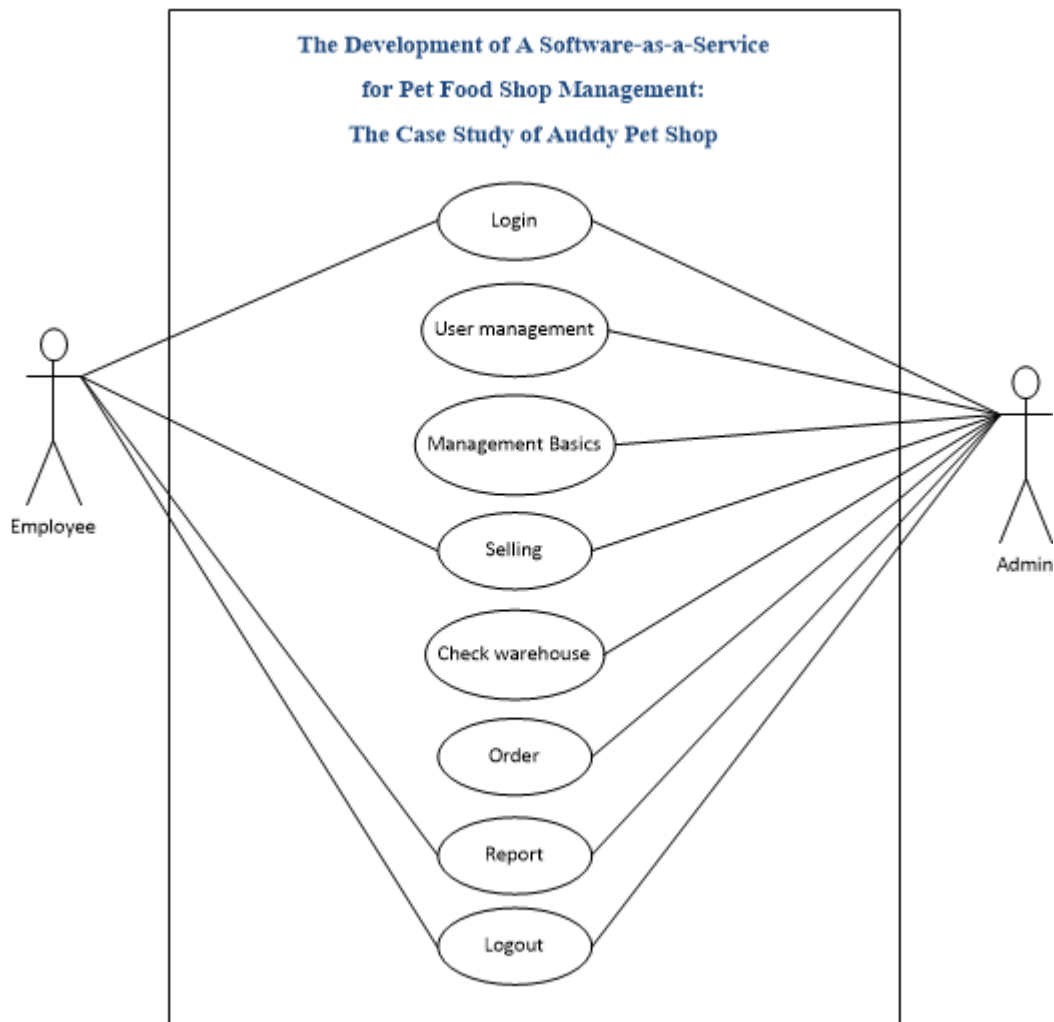 The Development of A Software-as-a-Service
for Pet Food Shop Management:
The Case Study of Auddy Pet Shop
Login
User management
Management Basics
Selling
Employee
Admin
Check warehouse
Order
Report
Logout